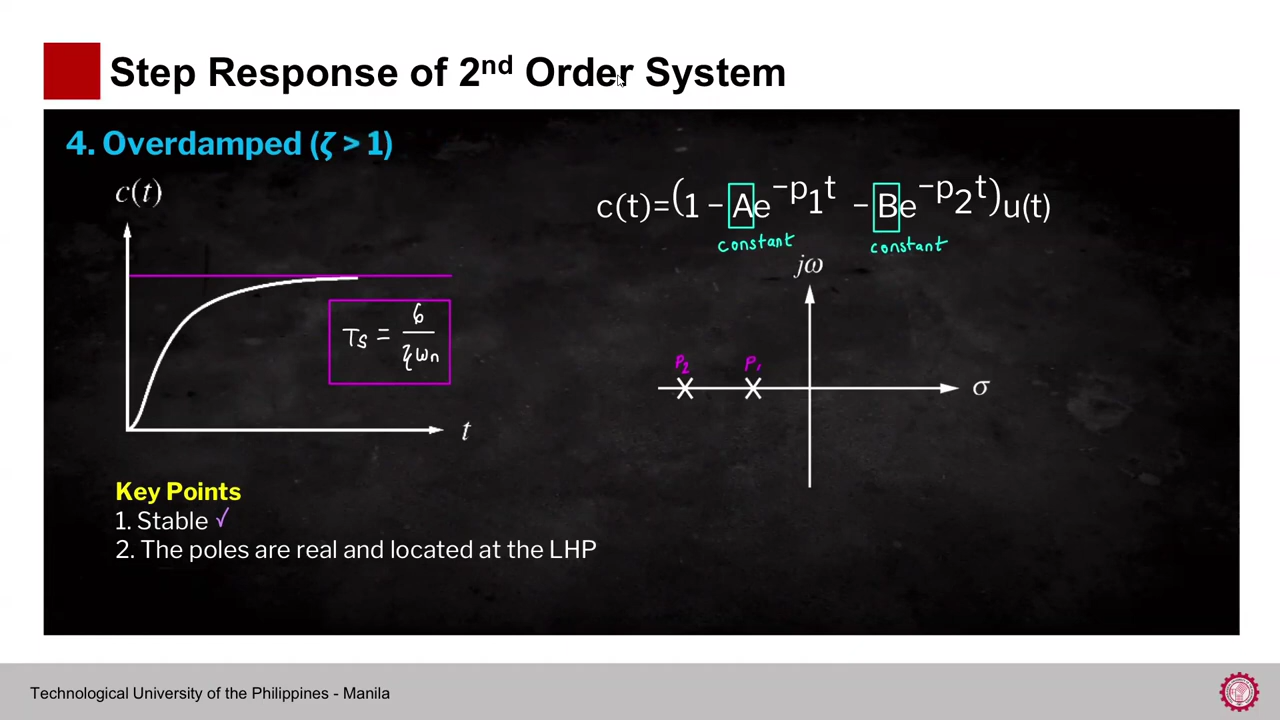 Step Response of 2nd Order System
4. Overdamped (ζ > 1)
c(t)
c(t)=(1 - Ae^-p1t - Be^-p2t)u(t)
constant constant
jω
Ts = 6/ζωn
P2 P1
σ
t
Key Points
1. Stable √
2. The poles are real and located at the LHP
Technological University of the Philippines - Manila